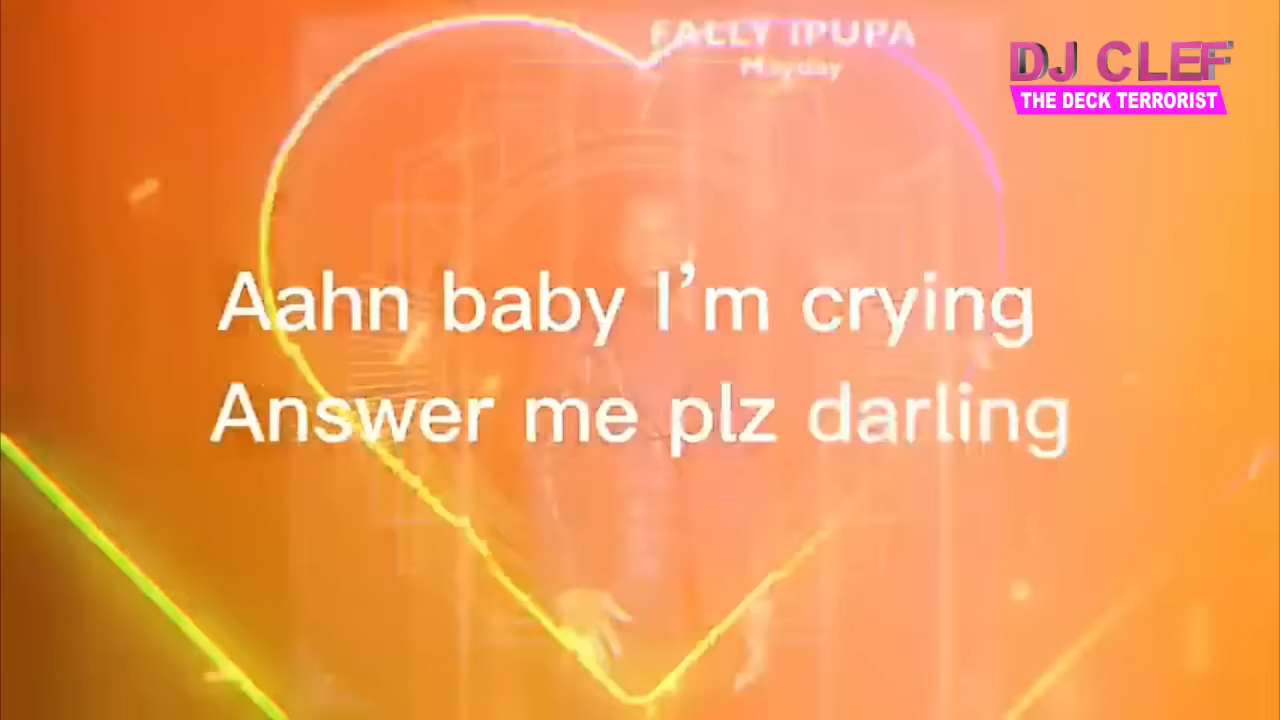 FALLY IPUPA
Mayday
DJ CLEF
THE DECK TERRORIST
Aahn baby I’m crying
Answer me plz darling